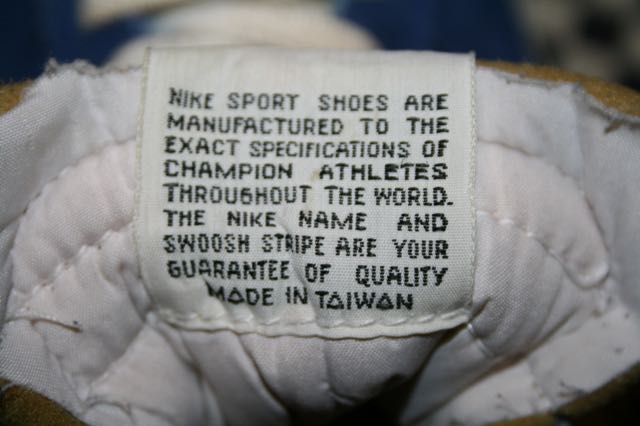 NIKE SPORT SHOES ARE
MANUFACTURED TO THE
EXACT SPECIFICATIONS OF
CHAMPION ATHLETES
THROUGHOUT THE WORLD.
THE NIKE NAME AND
SWOOSH STRIPE ARE YOUR
GUARANTEE OF QUALITY
MADE IN TAIWAN